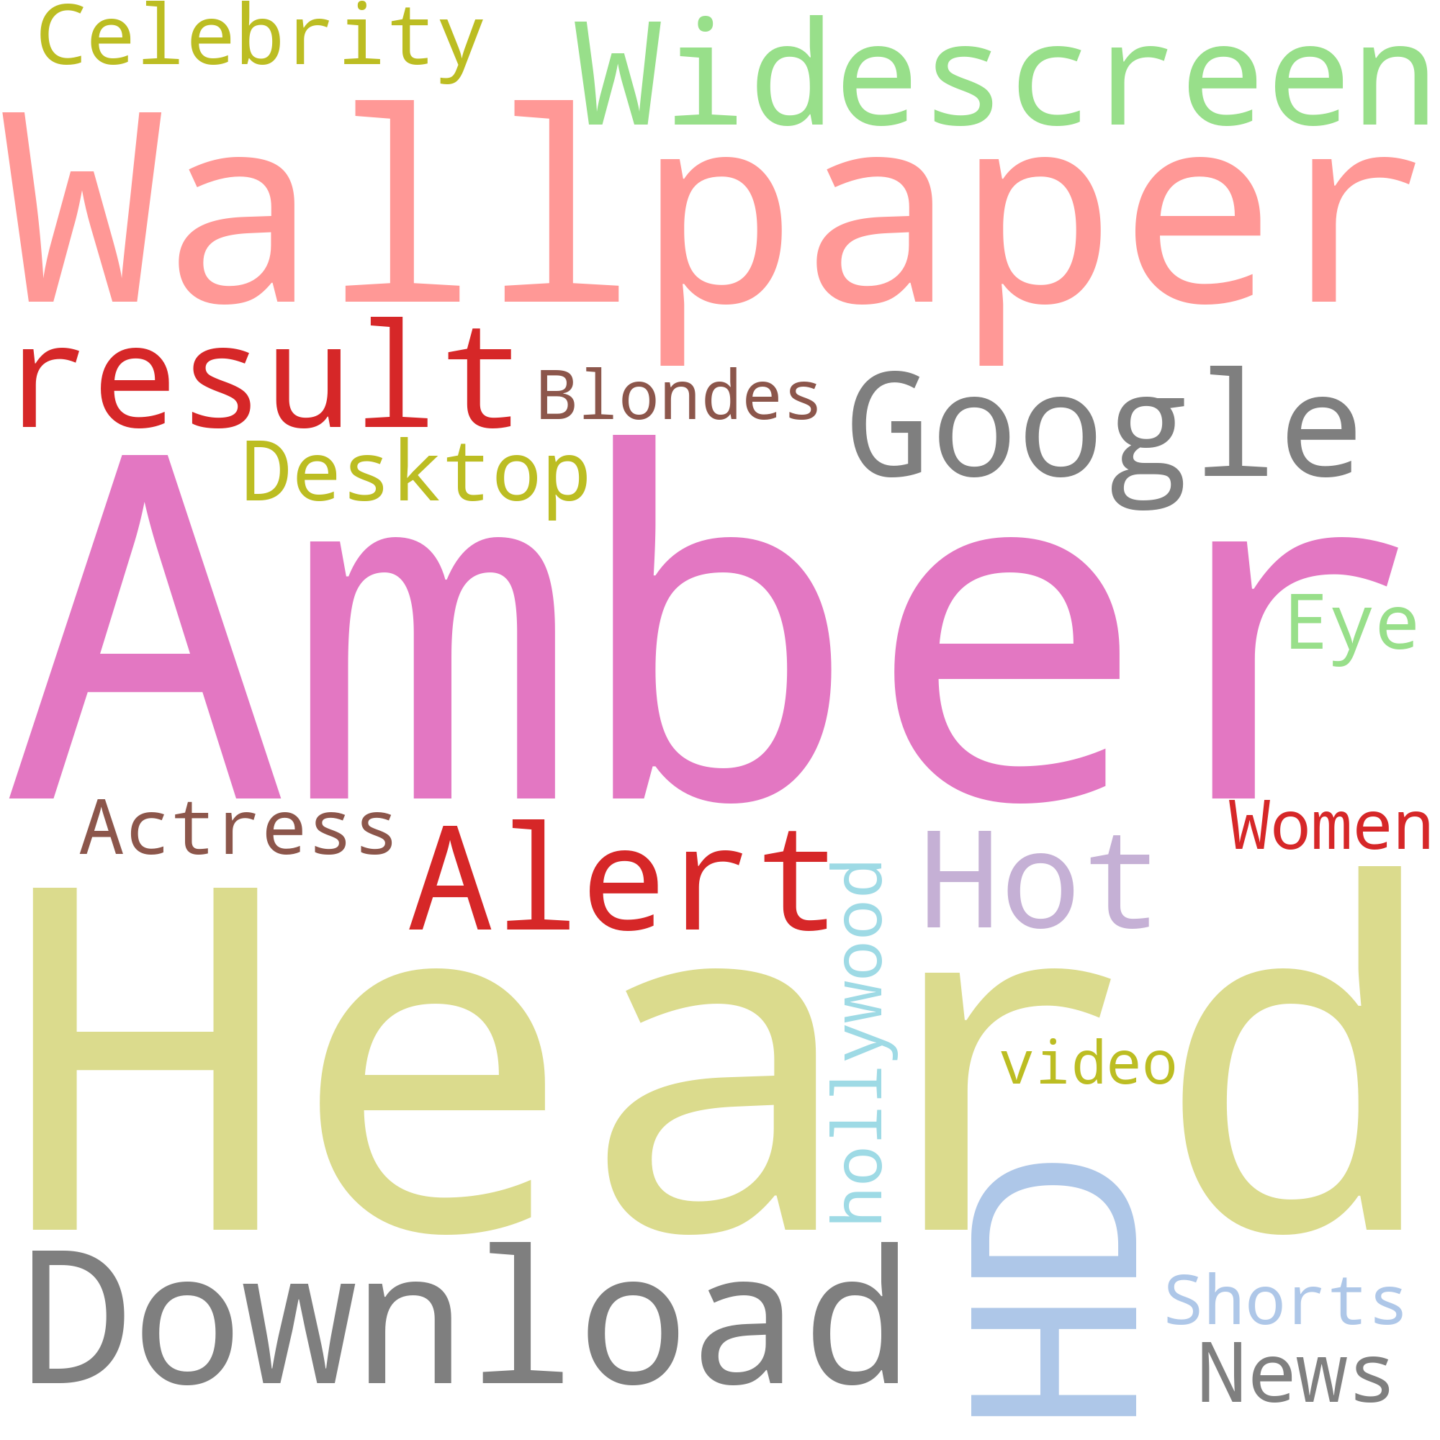 Celebrity
Widescreen
Wallpaper
result
Blondes
Google
Desktop
Amber
Eye
Actress
Alert
Hot
Women
hollywood
Heard
video
HD
Download
Shorts
News